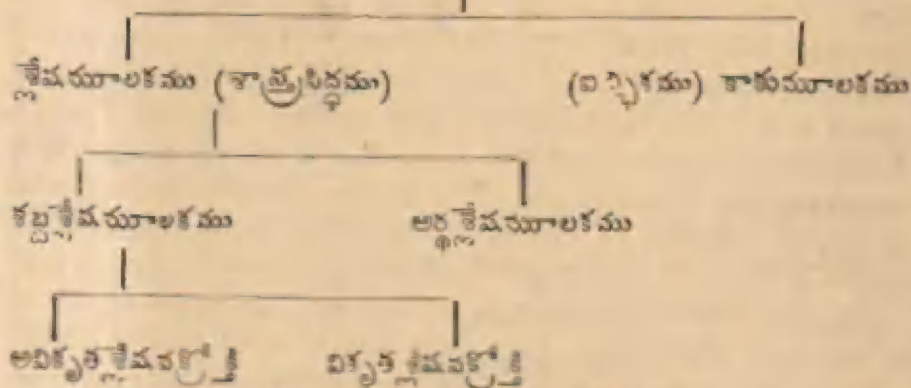 శ్లేషమూలకము (శాస్త్రసిద్ధము) (ఐచ్ఛికము) కాకుమూలకము
శబ్దశ్లేషమూలకము అర్థశ్లేషమూలకము
అవికృతశ్లేషవక్రోక్తి వికృతశ్లేషవక్రోక్తి